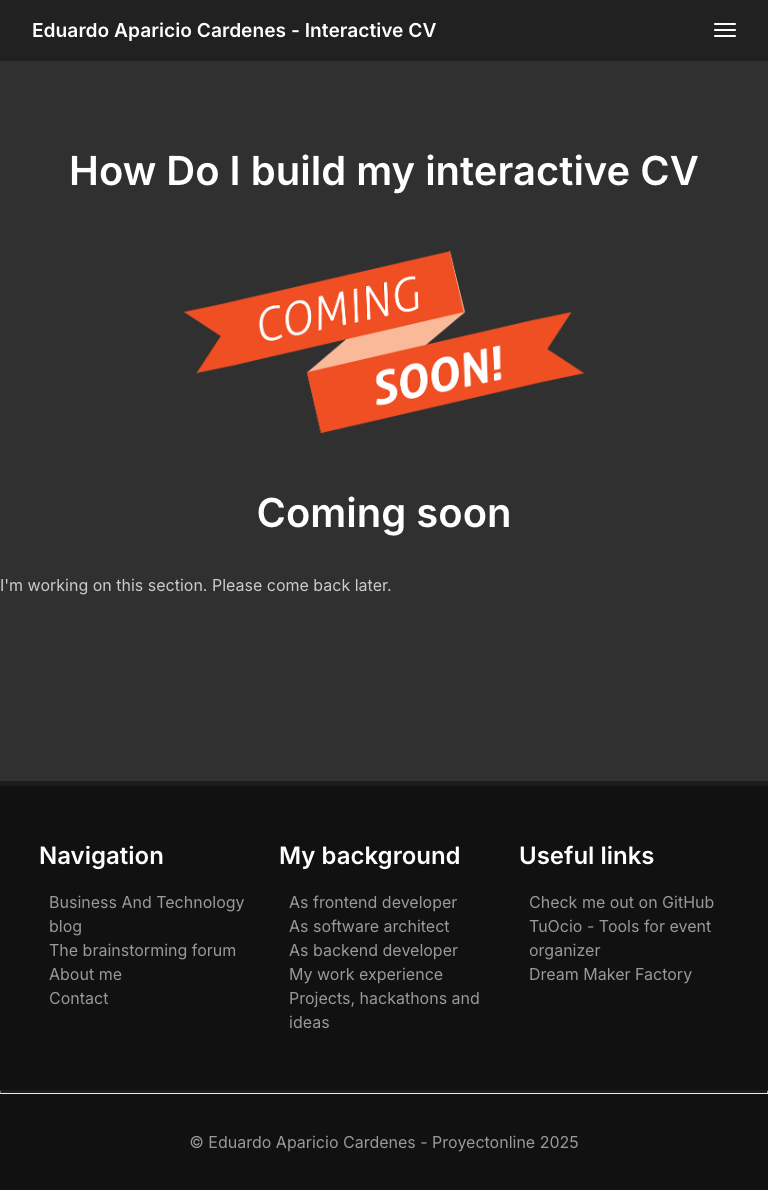 Eduardo Aparicio Cardenes - Interactive CV
How Do I build my interactive CV
COMING
SOON!
Coming soon
I'm working on this section. Please come back later.
Navigation
Business And Technology
blog
The brainstorming forum
About me
Contact
My background
As frontend developer
As software architect
As backend developer
My work experience
Projects, hackathons and
ideas
Useful links
Check me out on GitHub
TuOcio - Tools for event
organizer
Dream Maker Factory
© Eduardo Aparicio Cardenes - Proyectonline 2025